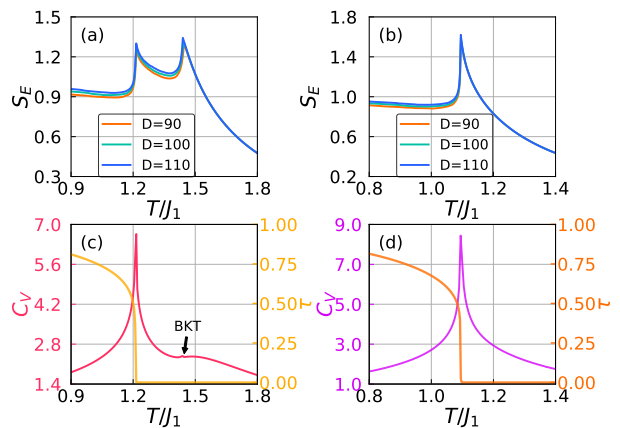 (a)
1.5
1.2
0.9
0.6
0.3
S_E
D=90
D=100
D=110
0.9 1.2 1.5 1.8
T/J_1
(b)
1.8
1.4
1.0
0.6
0.2
S_E
D=90
D=100
D=110
0.8 1.0 1.2 1.4
T/J_1
(c)
7.0
5.6
4.2
2.8
1.4
C_V
BKT
1.00
0.75
0.50
0.25
0.00
τ
0.9 1.2 1.5 1.8
T/J_1
(d)
9.0
7.0
5.0
3.0
1.0
C_V
1.00
0.75
0.50
0.25
0.00
τ
0.8 1.0 1.2 1.4
T/J_1